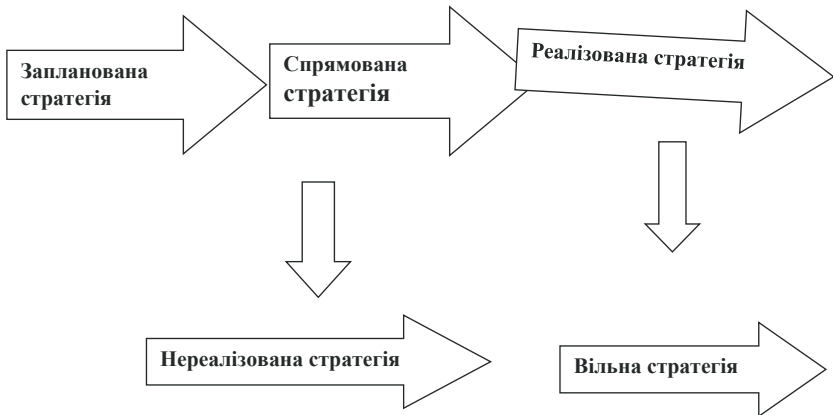 Запланована
стратегія
Спрямована
стратегія
Реалізована стратегія
Нереалізована стратегія
Вільна стратегія